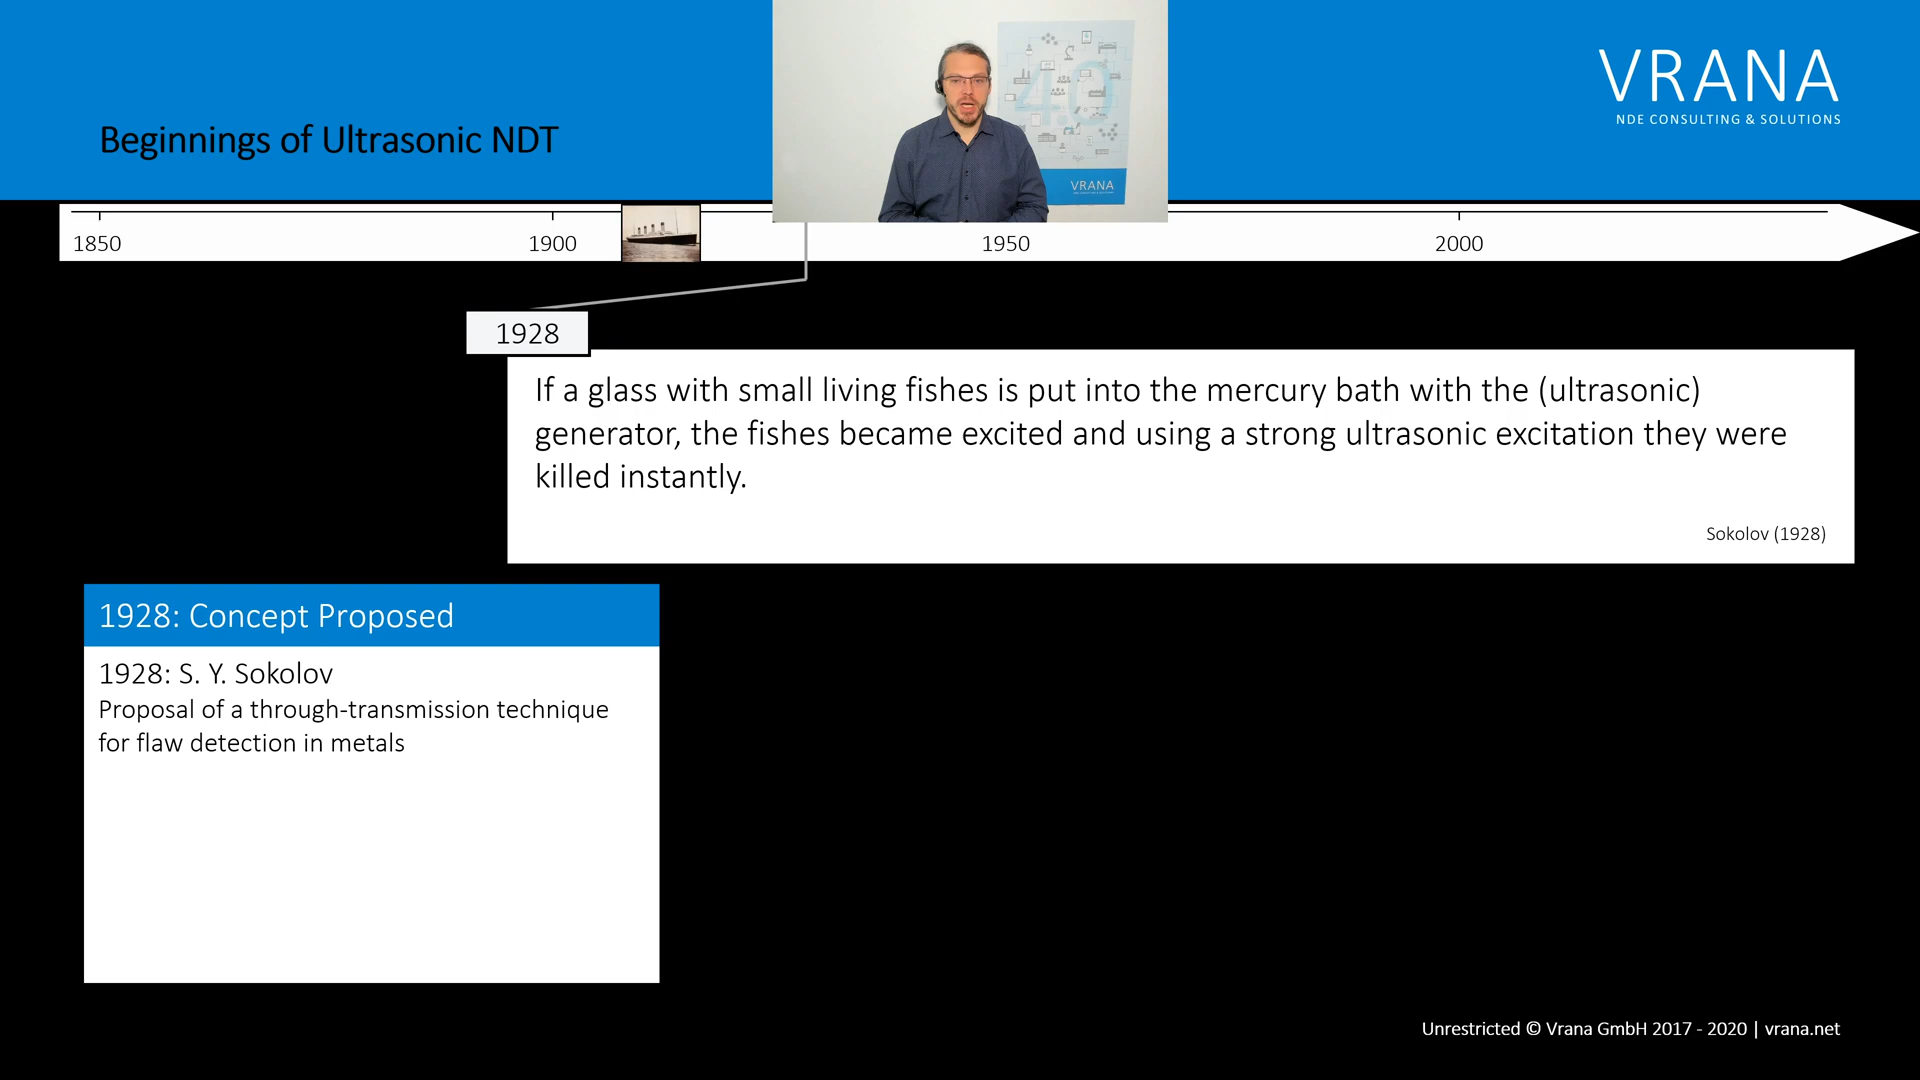 VRANA
NDE CONSULTING & SOLUTIONS
Beginnings of Ultrasonic NDT
4.0
VRANA
1850
1900
1950
2000
1928
If a glass with small living fishes is put into the mercury bath with the (ultrasonic)
generator, the fishes became excited and using a strong ultrasonic excitation they were
killed instantly.
Sokolov (1928)
1928: Concept Proposed
1928: S. Y. Sokolov
Proposal of a through-transmission technique
for flaw detection in metals
Unrestricted © Vrana GmbH 2017 - 2020 | vrana.net